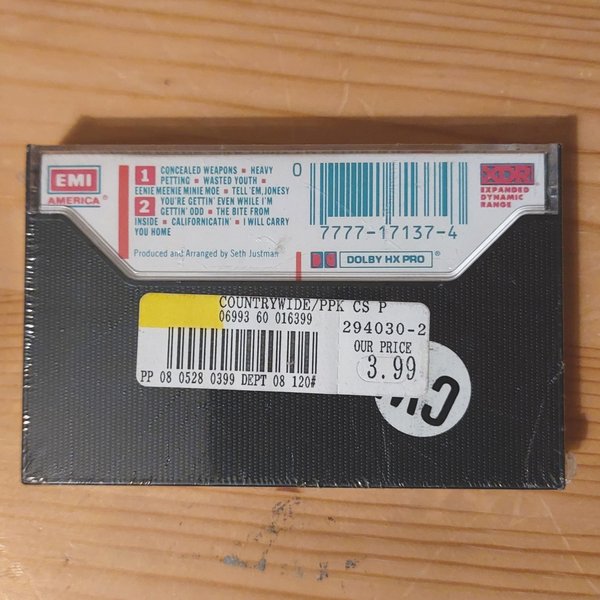 EMI
AMERICA®
1 CONCEALED WEAPONS ▪ HEAVY
PETTING ▪ WASTED YOUTH ▪
EENIE MEENIE MINIE MOE ▪ TELL 'EM, JONESY
2 YOU'RE GETTIN' EVEN WHILE I'M
GETTIN' ODD ▪ THE BITE FROM
INSIDE ▪ CALIFORNICATIN' ▪ I WILL CARRY
YOU HOME
Produced and Arranged by Seth Justman
0
7777-17137-4
DOLBY HX PRO ®
XDR
EXPANDED
DYNAMIC
RANGE
COUNTRYWIDE/PPK CS P
06993 60 016399
294030-2
OUR PRICE
3.99
PP 08 0528 0399 DEPT 08 120#